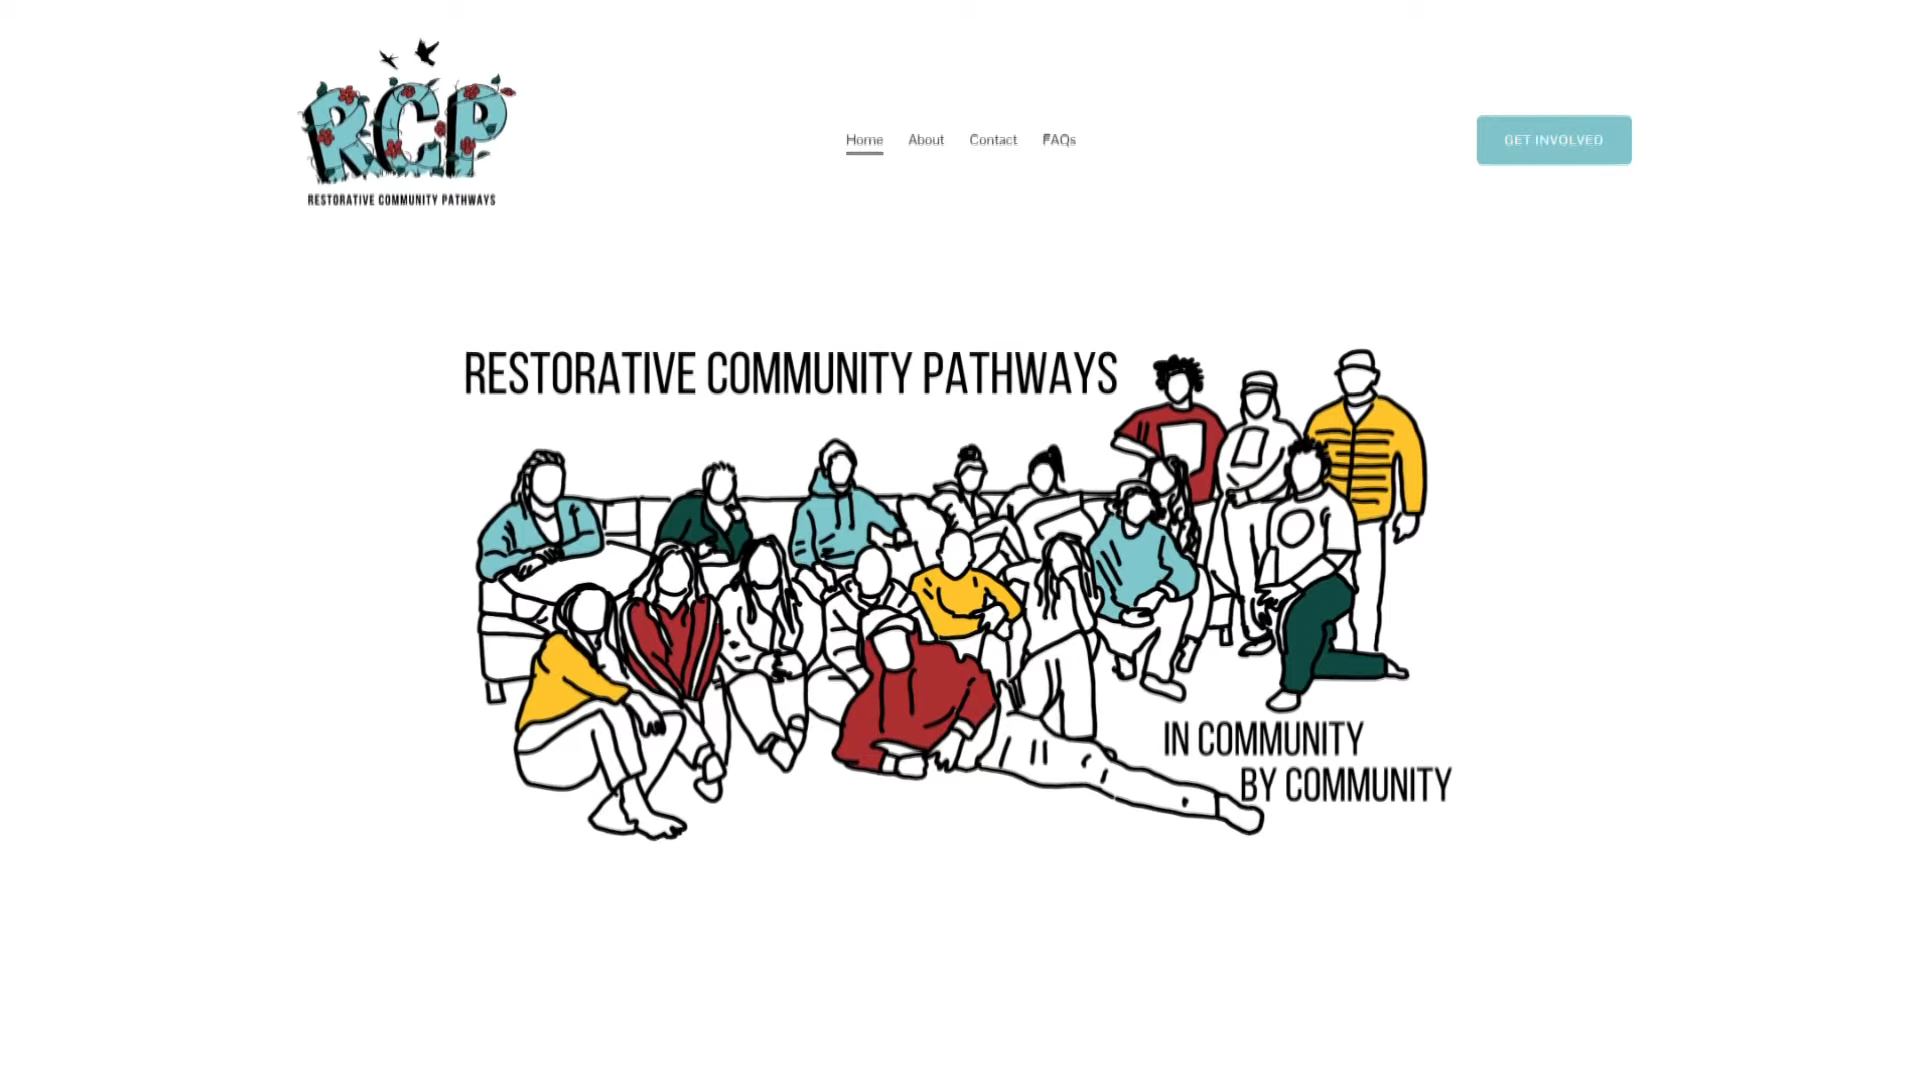 RCP
RESTORATIVE COMMUNITY PATHWAYS
Home About Contact FAQs
GET INVOLVED
RESTORATIVE COMMUNITY PATHWAYS
IN COMMUNITY
BY COMMUNITY